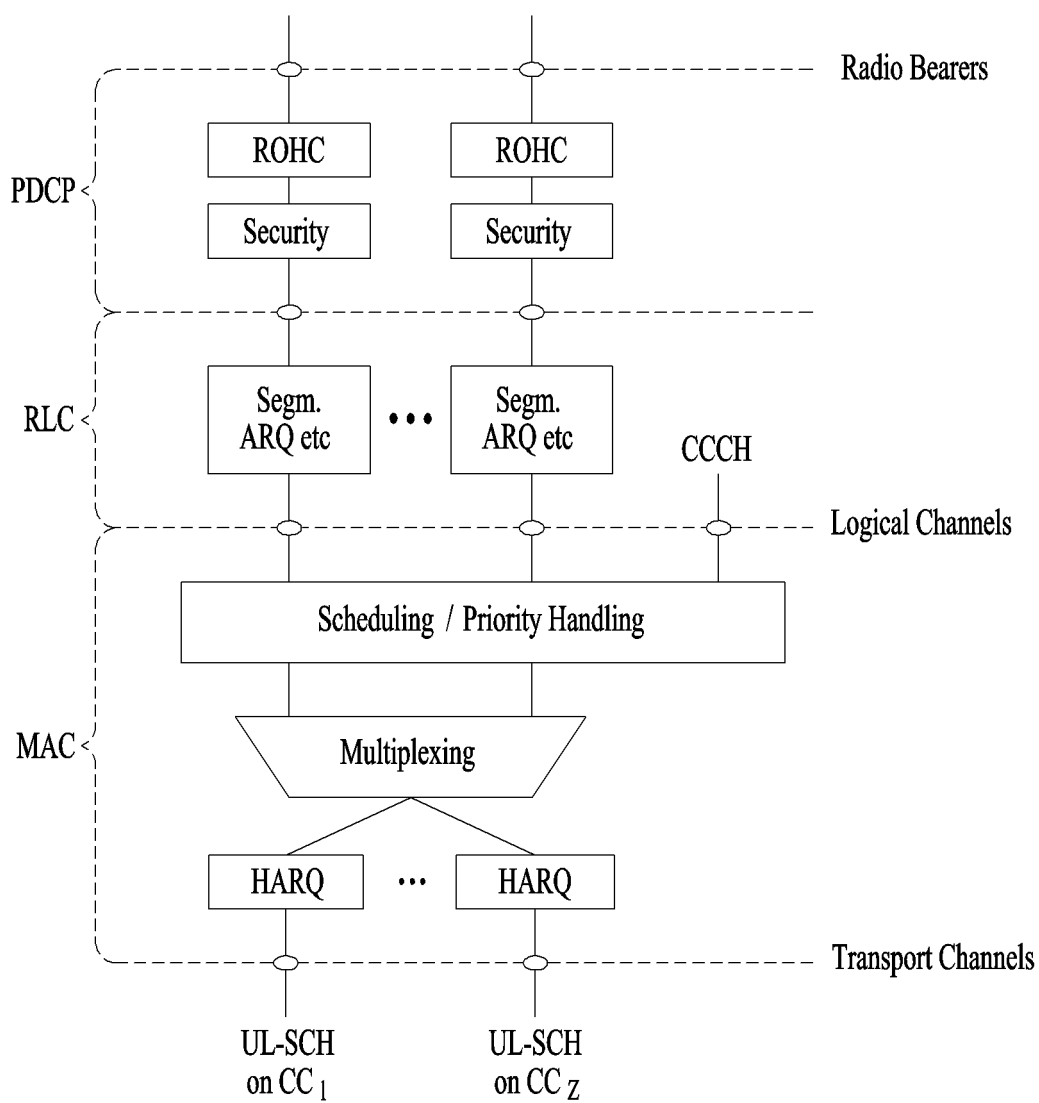 Radio Bearers
ROHC
ROHC
PDCP
Security
Security
Segm.
ARQ etc
Segm.
ARQ etc
RLC
CCCH
Logical Channels
Scheduling / Priority Handling
MAC
Multiplexing
HARQ
...
HARQ
Transport Channels
UL-SCH
on CC 1
UL-SCH
on CC Z